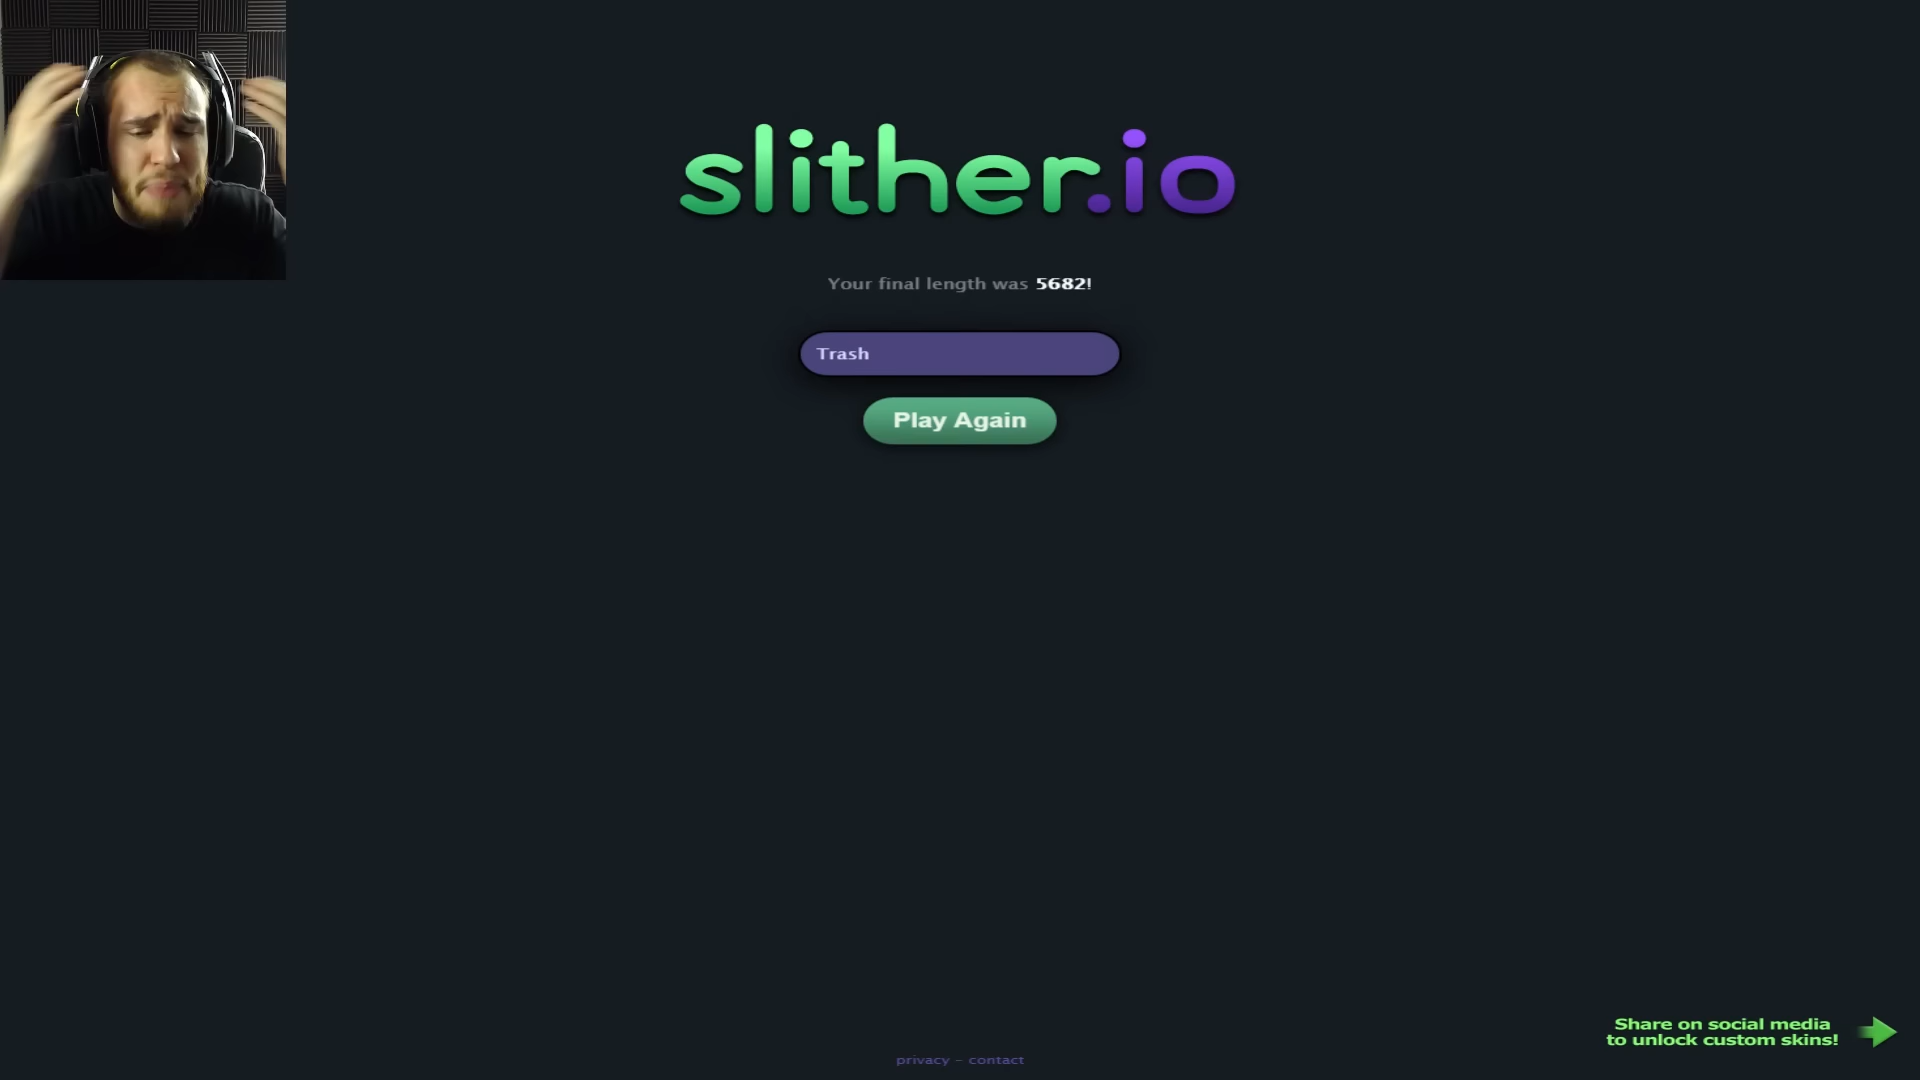 slither.io
Your final length was 5682!
Trash
Play Again
Share on social media
to unlock custom skins!
privacy - contact